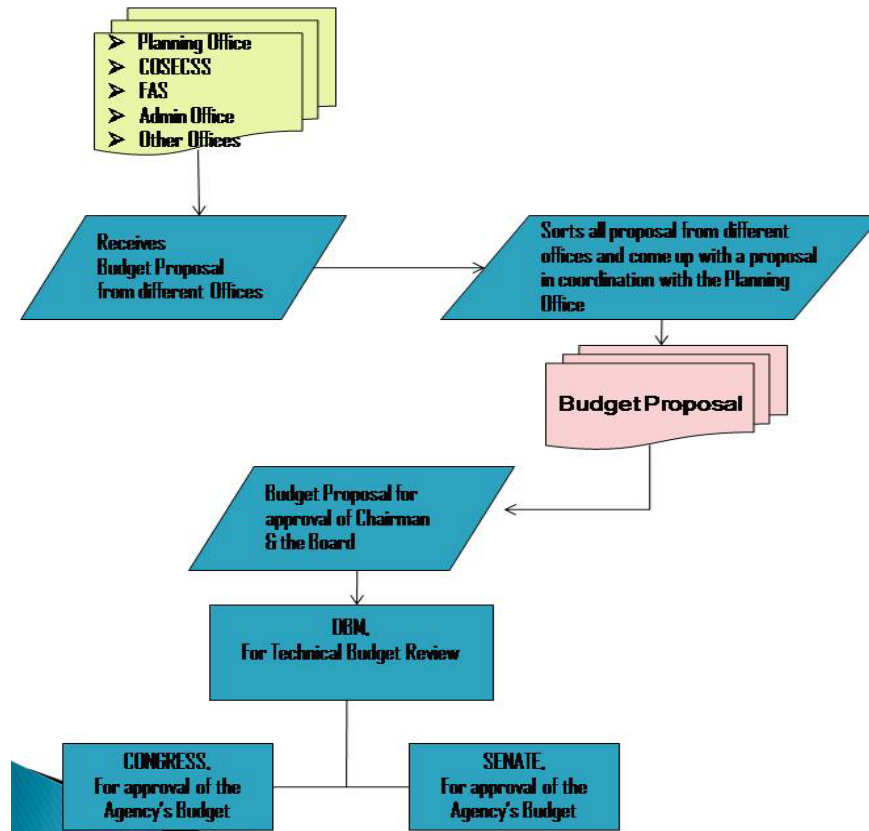 ➢ Planning Office
➢ COSECSS
➢ FAS
➢ Admin Office
➢ Other Offices
Receives
Budget Proposal
from different Offices
Sorts all proposal from different
offices and come up with a proposal
in coordination with the Planning
Office
Budget Proposal
Budget Proposal for
approval of Chairman
& the Board
DBM.
For Technical Budget Review
CONGRESS.
For approval of the
Agency's Budget
SENATE.
For approval of the
Agency's Budget